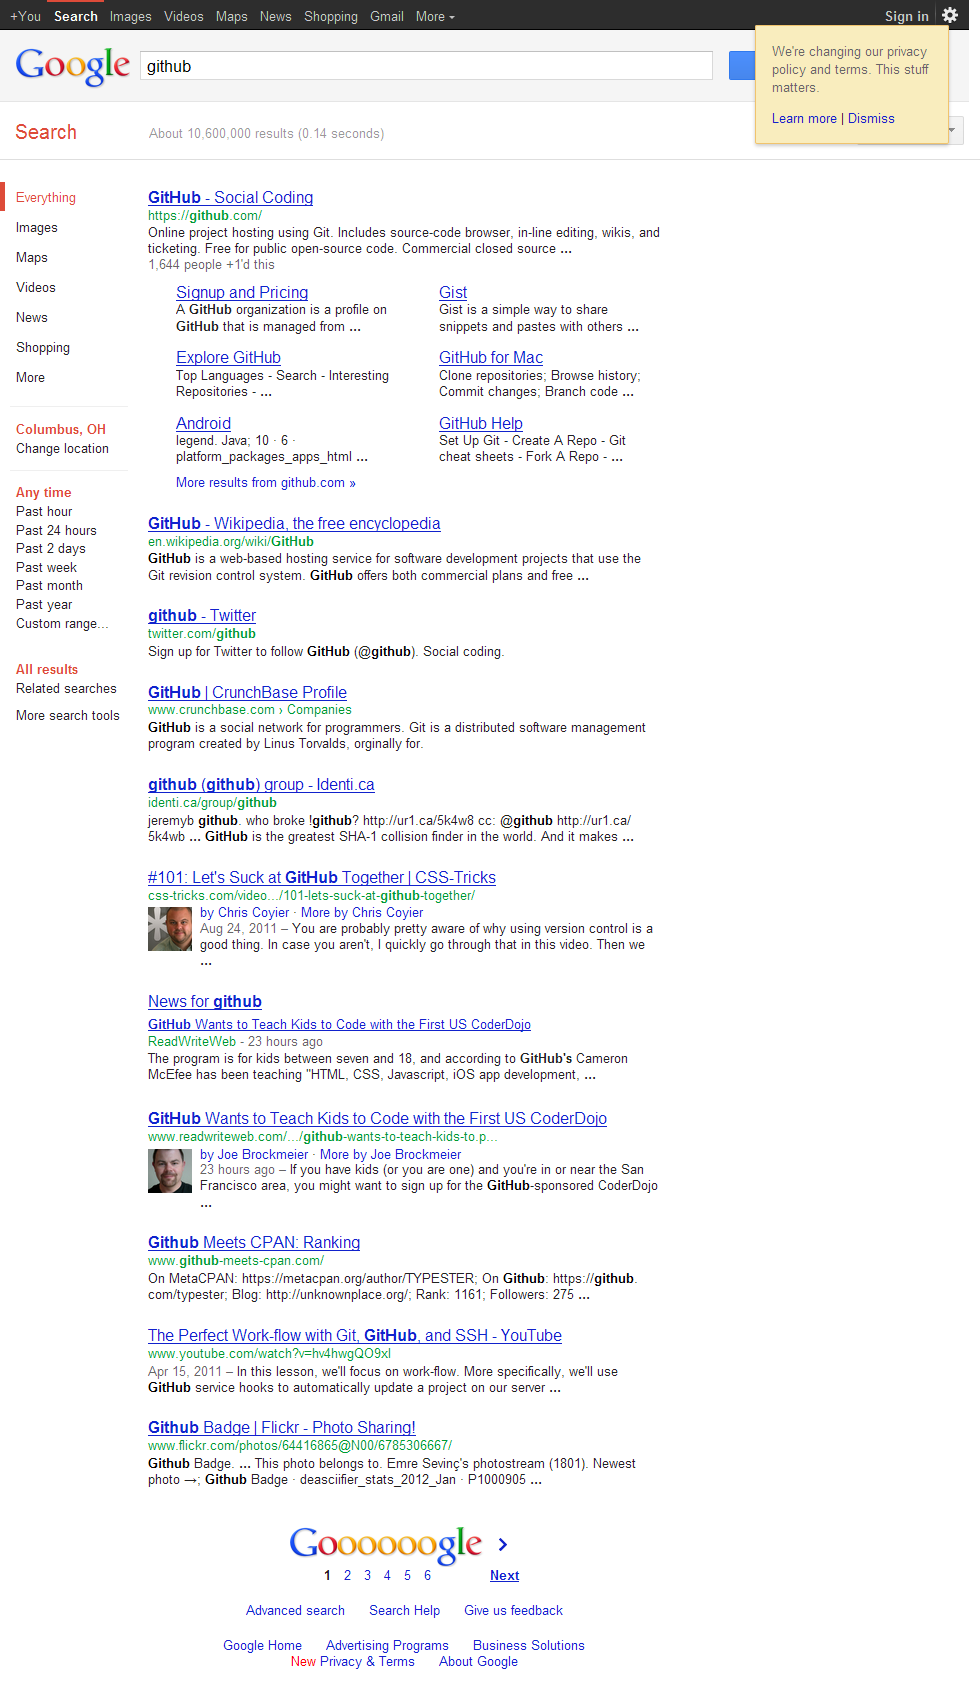 +You Search Images Videos Maps News Shopping Gmail More
Sign in
Google
github
We're changing our privacy
policy and terms. This stuff
matters.
Learn more | Dismiss
Search
About 10,600,000 results (0.14 seconds)
Everything
Images
Maps
Videos
News
Shopping
More
Columbus, OH
Change location
Any time
Past hour
Past 24 hours
Past 2 days
Past week
Past month
Past year
Custom range...
All results
Related searches
More search tools
GitHub - Social Coding
https://github.com/
Online project hosting using Git. Includes source-code browser, in-line editing, wikis, and
ticketing. Free for public open-source code. Commercial closed source ...
1,644 people +1'd this
Signup and Pricing
A GitHub organization is a profile on
GitHub that is managed from ...
Gist
Gist is a simple way to share
snippets and pastes with others ...
Explore GitHub
Top Languages - Search - Interesting
Repositories - ...
GitHub for Mac
Clone repositories; Browse history;
Commit changes; Branch code ...
Android
legend. Java; 10 · 6 ·
platform_packages_apps_html ...
GitHub Help
Set Up Git - Create A Repo - Git
cheat sheets - Fork A Repo - ...
More results from github.com »
GitHub - Wikipedia, the free encyclopedia
en.wikipedia.org/wiki/GitHub
GitHub is a web-based hosting service for software development projects that use the
Git revision control system. GitHub offers both commercial plans and free ...
github - Twitter
twitter.com/github
Sign up for Twitter to follow GitHub (@github). Social coding.
GitHub | CrunchBase Profile
www.crunchbase.com › Companies
GitHub is a social network for programmers. Git is a distributed software management
program created by Linus Torvalds, orginally for.
github (github) group - Identi.ca
identi.ca/group/github
jeremyb github. who broke !github? http://ur1.ca/5k4w8 cc: @github http://ur1.ca/
5k4wb ... GitHub is the greatest SHA-1 collision finder in the world. And it makes ...
#101: Let's Suck at GitHub Together | CSS-Tricks
css-tricks.com/video.../101-lets-suck-at-github-together/
by Chris Coyier · More by Chris Coyier
Aug 24, 2011 – You are probably pretty aware of why using version control is a
good thing. In case you aren't, I quickly go through that in this video. Then we
...
News for github
GitHub Wants to Teach Kids to Code with the First US CoderDojo
ReadWriteWeb - 23 hours ago
The program is for kids between seven and 18, and according to GitHub's Cameron
McEfee has been teaching "HTML, CSS, Javascript, iOS app development, ...
GitHub Wants to Teach Kids to Code with the First US CoderDojo
www.readwriteweb.com/.../github-wants-to-teach-kids-to.p...
by Joe Brockmeier · More by Joe Brockmeier
23 hours ago – If you have kids (or you are one) and you're in or near the San
Francisco area, you might want to sign up for the GitHub-sponsored CoderDojo
...
Github Meets CPAN: Ranking
www.github-meets-cpan.com/
On MetaCPAN: https://metacpan.org/author/TYPESTER; On Github: https://github.
com/typester; Blog: http://unknownplace.org/; Rank: 1161; Followers: 275 ...
The Perfect Work-flow with Git, GitHub, and SSH - YouTube
www.youtube.com/watch?v=hv4hwgQO9xI
Apr 15, 2011 – In this lesson, we'll focus on work-flow. More specifically, we'll use
GitHub service hooks to automatically update a project on our server ...
Github Badge | Flickr - Photo Sharing!
www.flickr.com/photos/64416865@N00/6785306667/
Github Badge. ... This photo belongs to. Emre Sevinç's photostream (1801). Newest
photo →; Github Badge · deasciifier_stats_2012_Jan · P1000905 ...
Goooooogle
1 2 3 4 5 6 Next
Advanced search Search Help Give us feedback
Google Home Advertising Programs Business Solutions
New Privacy & Terms About Google